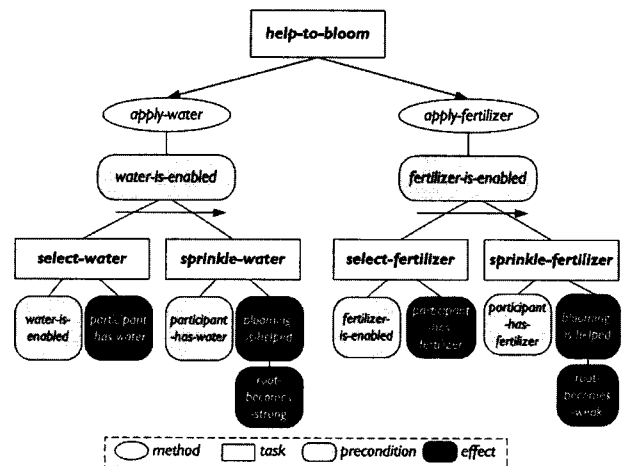 help-to-bloom
apply-water
apply-fertilizer
water-is-enabled
fertilizer-is-enabled
select-water
sprinkle-water
select-fertilizer
sprinkle-fertilizer
water-is-
enabled
participant
-has-water
participant
-has-water
blooming
-is-helped
fertilizer-
is-enabled
participant
-has-
fertilizer
participant
-has-
fertilizer
blooming
-is-helped
root-
becomes
-strong
root-
becomes
-weak
method
task
precondition
effect